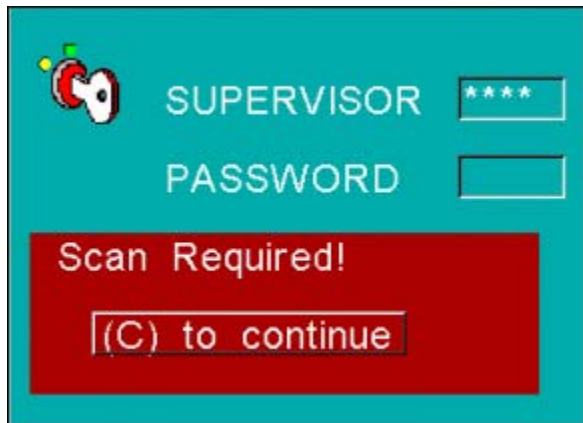 SUPERVISOR ****
PASSWORD
Scan Required!
(C) to continue